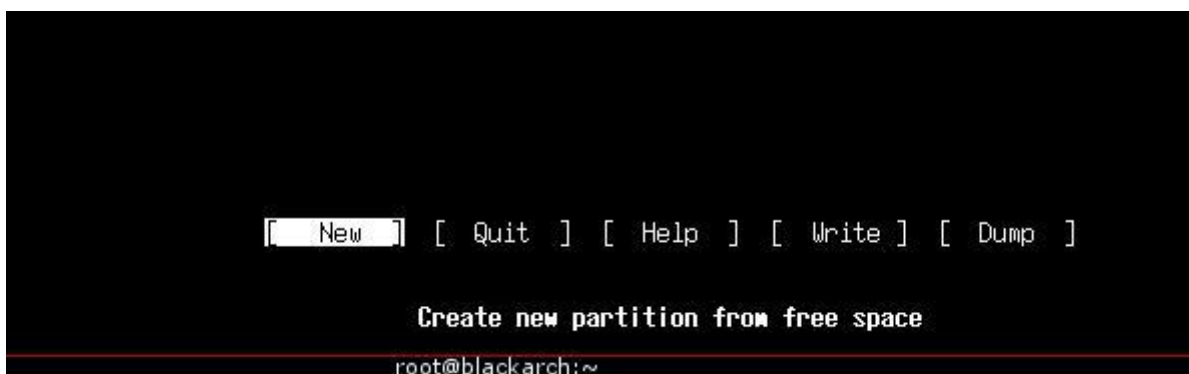 [ New ] [ Quit ] [ Help ] [ Write ] [ Dump ]
Create new partition from free space
root@blackarch:~